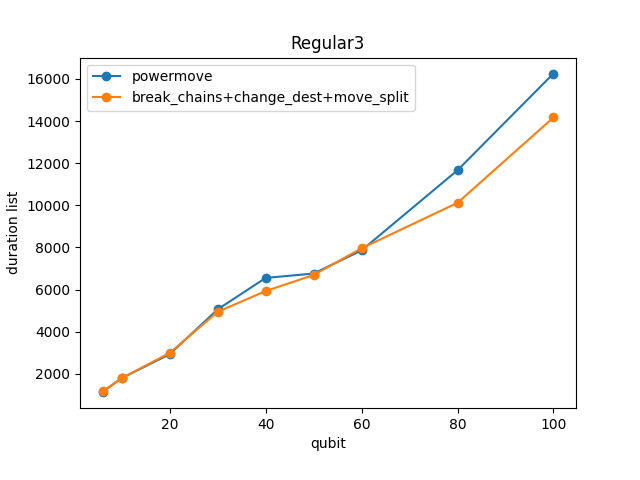 Regular3
powermove
break_chains+change_dest+move_split
16000
14000
12000
10000
8000
6000
4000
2000
duration list
20 40 60 80 100
qubit